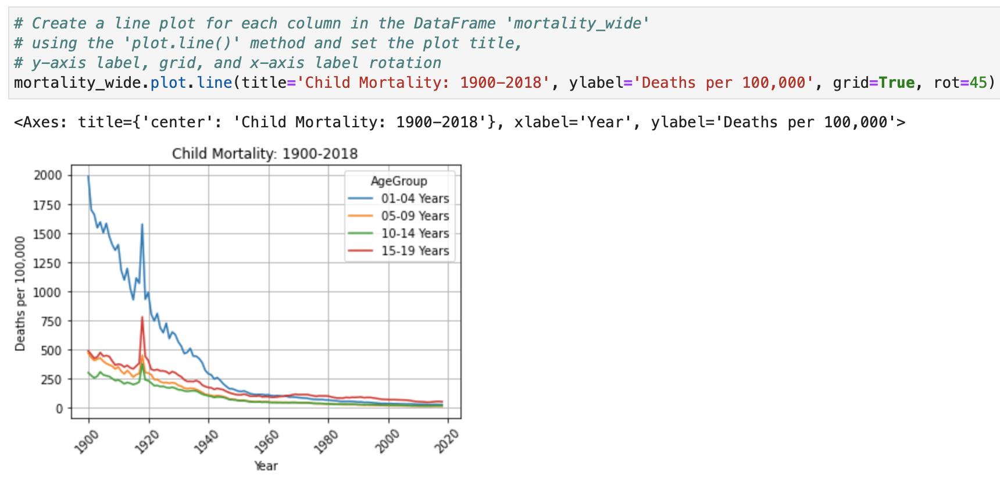 # Create a line plot for each column in the DataFrame 'mortality_wide'
# using the 'plot.line()' method and set the plot title,
# y-axis label, grid, and x-axis label rotation
mortality_wide.plot.line(title='Child Mortality: 1900-2018', ylabel='Deaths per 100,000', grid=True, rot=45)
<Axes: title={'center': 'Child Mortality: 1900-2018'}, xlabel='Year', ylabel='Deaths per 100,000'>
Child Mortality: 1900-2018
2000
1750
1500
1250
1000
750
500
250
0
Deaths per 100,000
AgeGroup
01-04 Years
05-09 Years
10-14 Years
15-19 Years
1900
1920
1940
1960
1980
2000
2020
Year